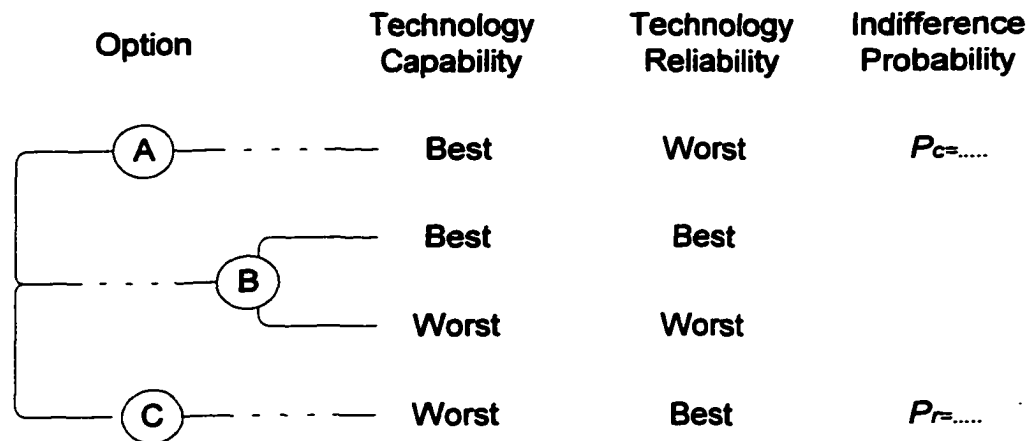 Option Technology Capability Technology Reliability Indifference Probability
A Best Worst Pc=.....
Best Best
B
Worst Worst
C Worst Best Pr=.....